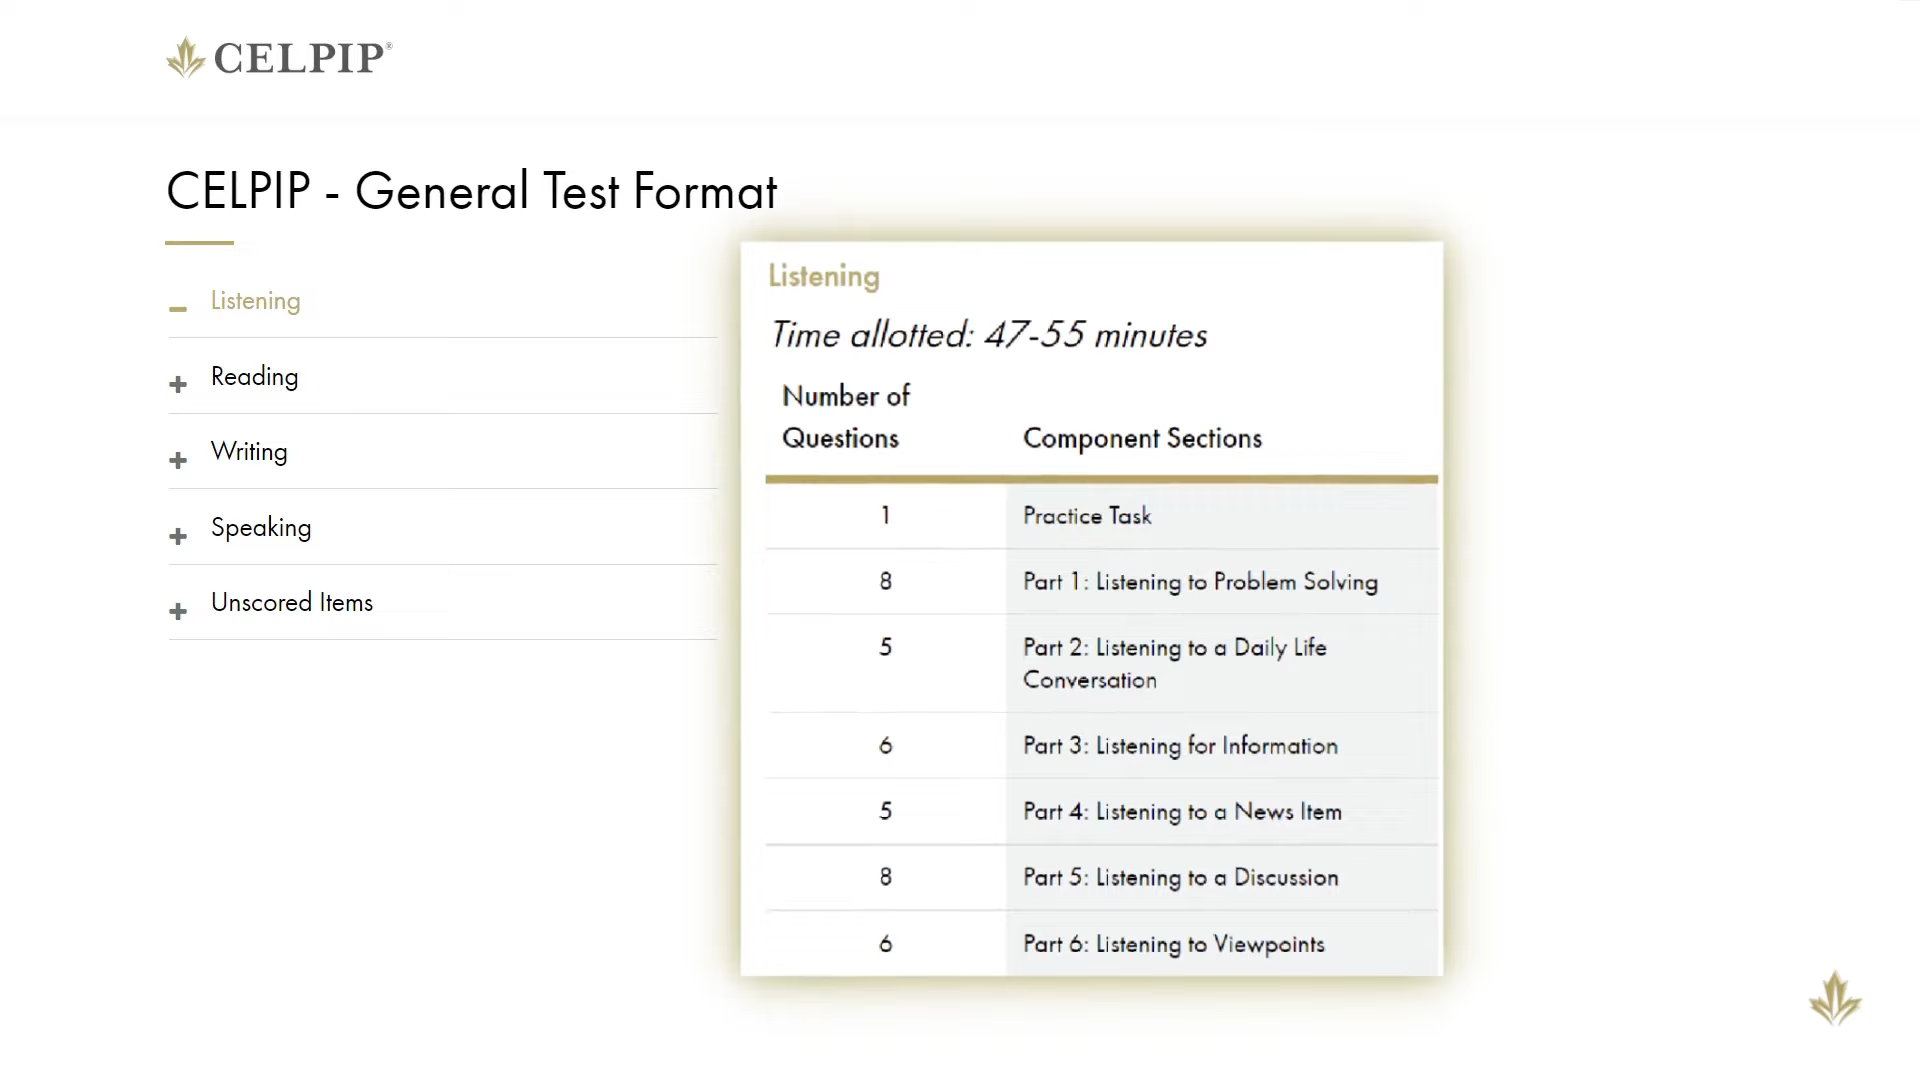 CELPIP®
CELPIP - General Test Format
Listening
Reading
Writing
Speaking
Unscored Items
Listening
Time allotted: 47-55 minutes
Number of
Questions
Component Sections
1 Practice Task
8 Part 1: Listening to Problem Solving
5 Part 2: Listening to a Daily Life
Conversation
6 Part 3: Listening for Information
5 Part 4: Listening to a News Item
8 Part 5: Listening to a Discussion
6 Part 6: Listening to Viewpoints